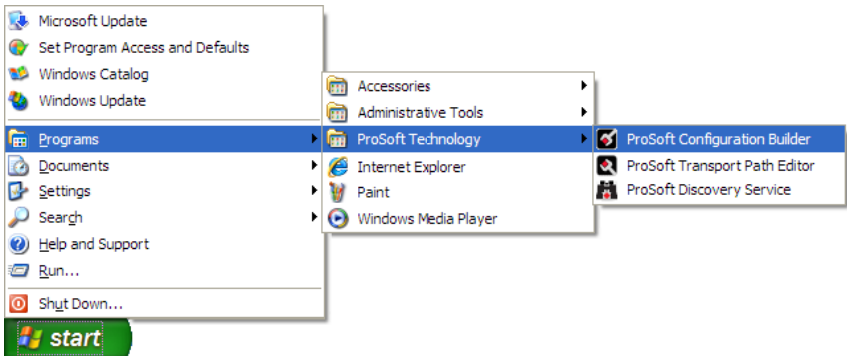 Microsoft Update
Set Program Access and Defaults
Windows Catalog
Windows Update
Programs
Documents
Settings
Search
Help and Support
Run...
Shut Down...
start
Accessories
Administrative Tools
ProSoft Technology
Internet Explorer
Paint
Windows Media Player
ProSoft Configuration Builder
ProSoft Transport Path Editor
ProSoft Discovery Service